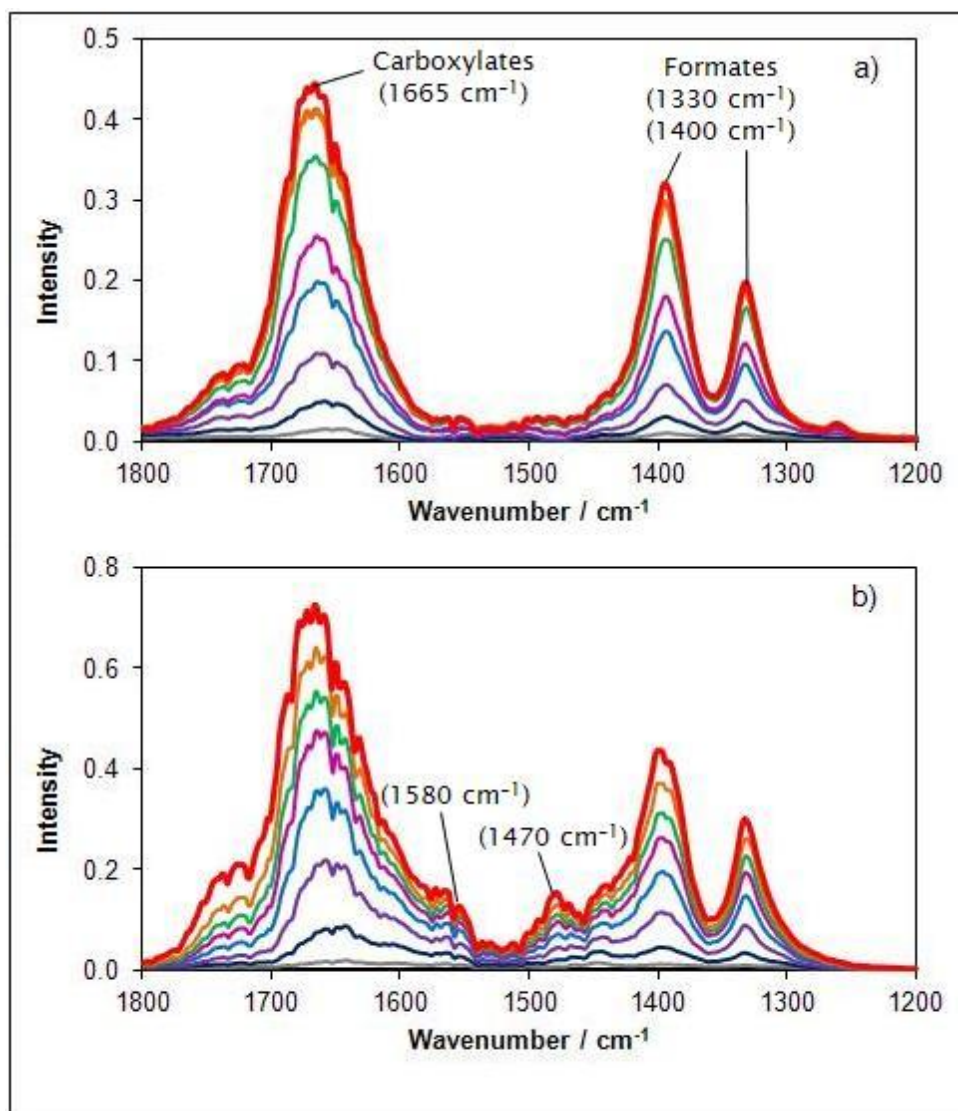 0.5
Carboxylates
(1665 cm⁻¹)
Formates
(1330 cm⁻¹)
(1400 cm⁻¹)
a)
0.4
0.3
0.2
0.1
0.0
Intensity
1800 1700 1600 1500 1400 1300 1200
Wavenumber / cm⁻¹
0.8
b)
0.6
0.4
(1580 cm⁻¹)
(1470 cm⁻¹)
0.2
0.0
Intensity
1800 1700 1600 1500 1400 1300 1200
Wavenumber / cm⁻¹